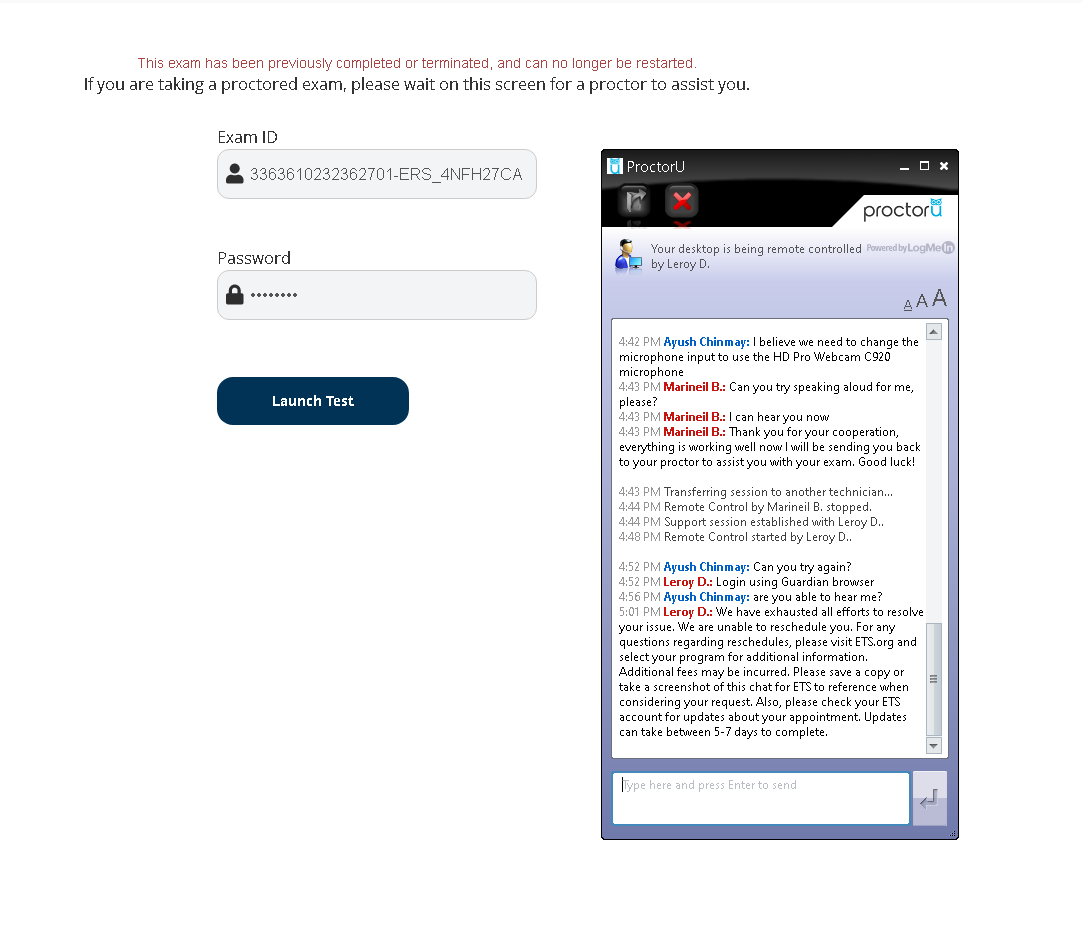 This exam has been previously completed or terminated, and can no longer be restarted.
If you are taking a proctored exam, please wait on this screen for a proctor to assist you.
Exam ID
3363610232362701-ERS_4NFH27CA
Password
••••••••
Launch Test
ProctorU
proctoru
Your desktop is being remote controlled
by Leroy D.
Powered by LogMeIn
A A A
4:42 PM Ayush Chinmay: I believe we need to change the
microphone input to use the HD Pro Webcam C920
microphone
4:43 PM Marineil B.: Can you try speaking aloud for me,
please?
4:43 PM Marineil B.: I can hear you now
4:43 PM Marineil B.: Thank you for your cooperation,
everything is working well now I will be sending you back
to your proctor to assist you with your exam. Good luck!
4:43 PM Transferring session to another technician...
4:44 PM Remote Control by Marineil B. stopped.
4:44 PM Support session established with Leroy D..
4:48 PM Remote Control started by Leroy D..
4:52 PM Ayush Chinmay: Can you try again?
4:52 PM Leroy D.: Login using Guardian browser
4:56 PM Ayush Chinmay: are you able to hear me?
5:01 PM Leroy D.: We have exhausted all efforts to resolve
your issue. We are unable to reschedule you. For any
questions regarding reschedules, please visit ETS.org and
select your program for additional information.
Additional fees may be incurred. Please save a copy or
take a screenshot of this chat for ETS to reference when
considering your request. Also, please check your ETS
account for updates about your appointment. Updates
can take between 5-7 days to complete.
Type here and press Enter to send